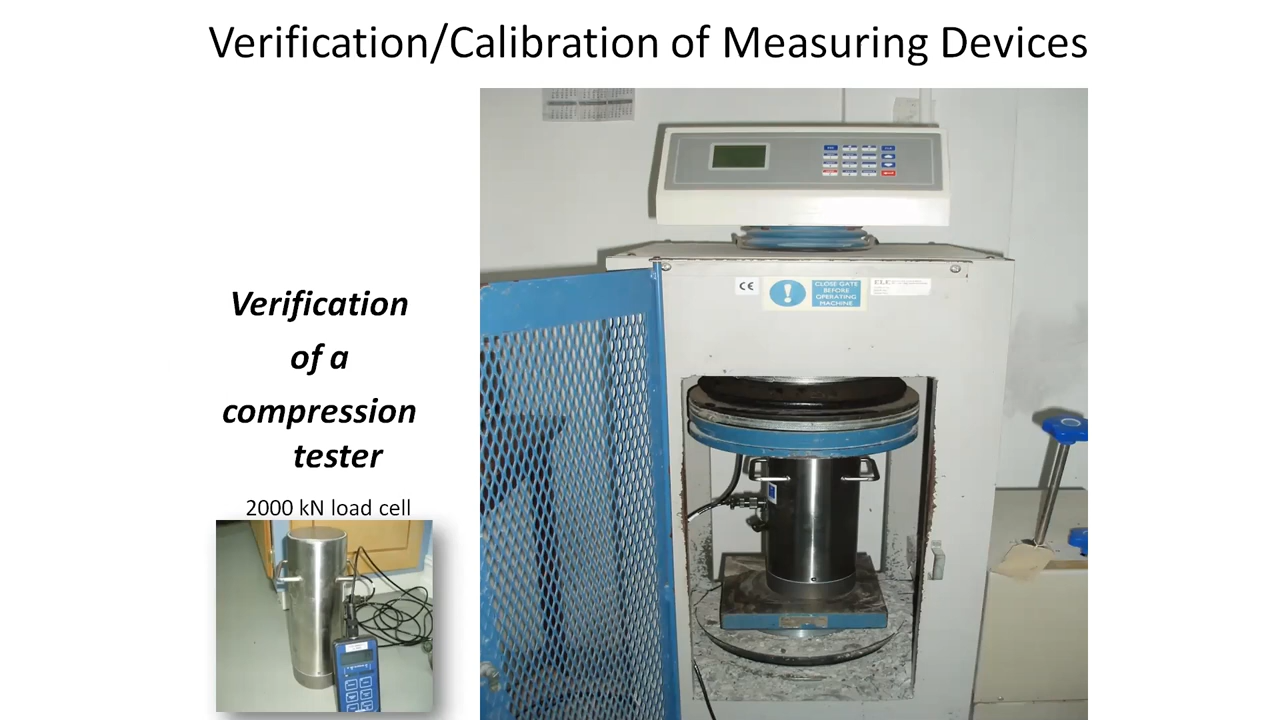 Verification/Calibration of Measuring Devices
Verification
of a
compression
tester
2000 kN load cell
CE
CLOSE GATE
BEFORE
OPERATING
MACHINE
ELE